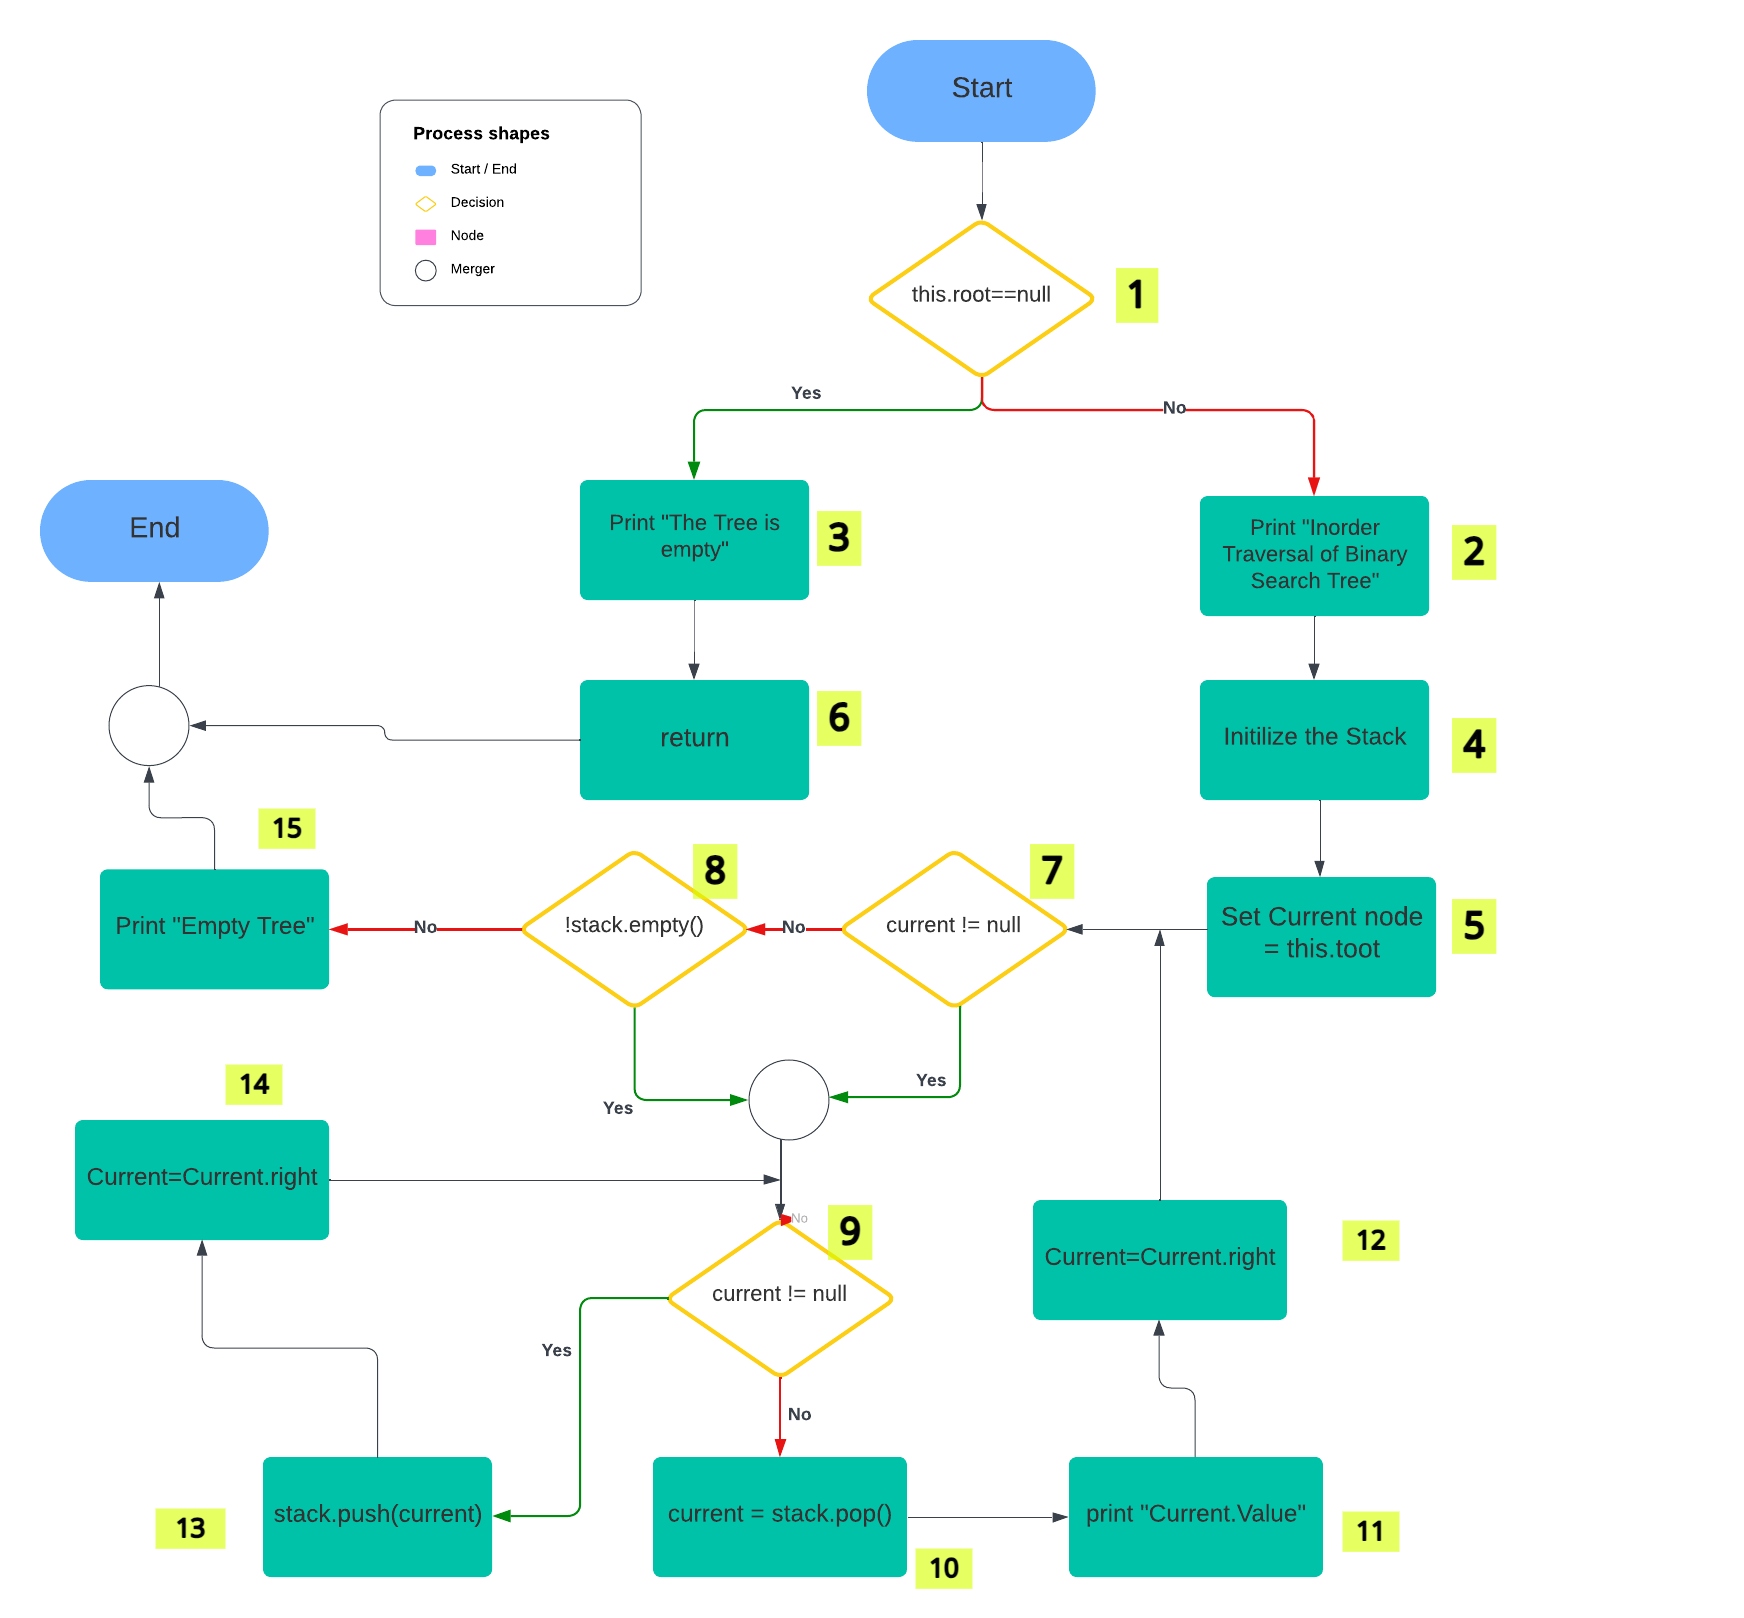 Start
Process shapes
Start / End
Decision
Node
Merger
this.root==null
1
Yes
No
End
Print "The Tree is
empty"
3
Print "Inorder
Traversal of Binary
Search Tree"
2
return
6
Initilize the Stack
4
15
Print "Empty Tree"
No
!stack.empty()
8
No
current != null
7
Set Current node
= this.toot
5
Yes
Yes
14
Current=Current.right
No
9
current != null
Current=Current.right
12
Yes
No
13
stack.push(current)
current = stack.pop()
10
print "Current.Value"
11